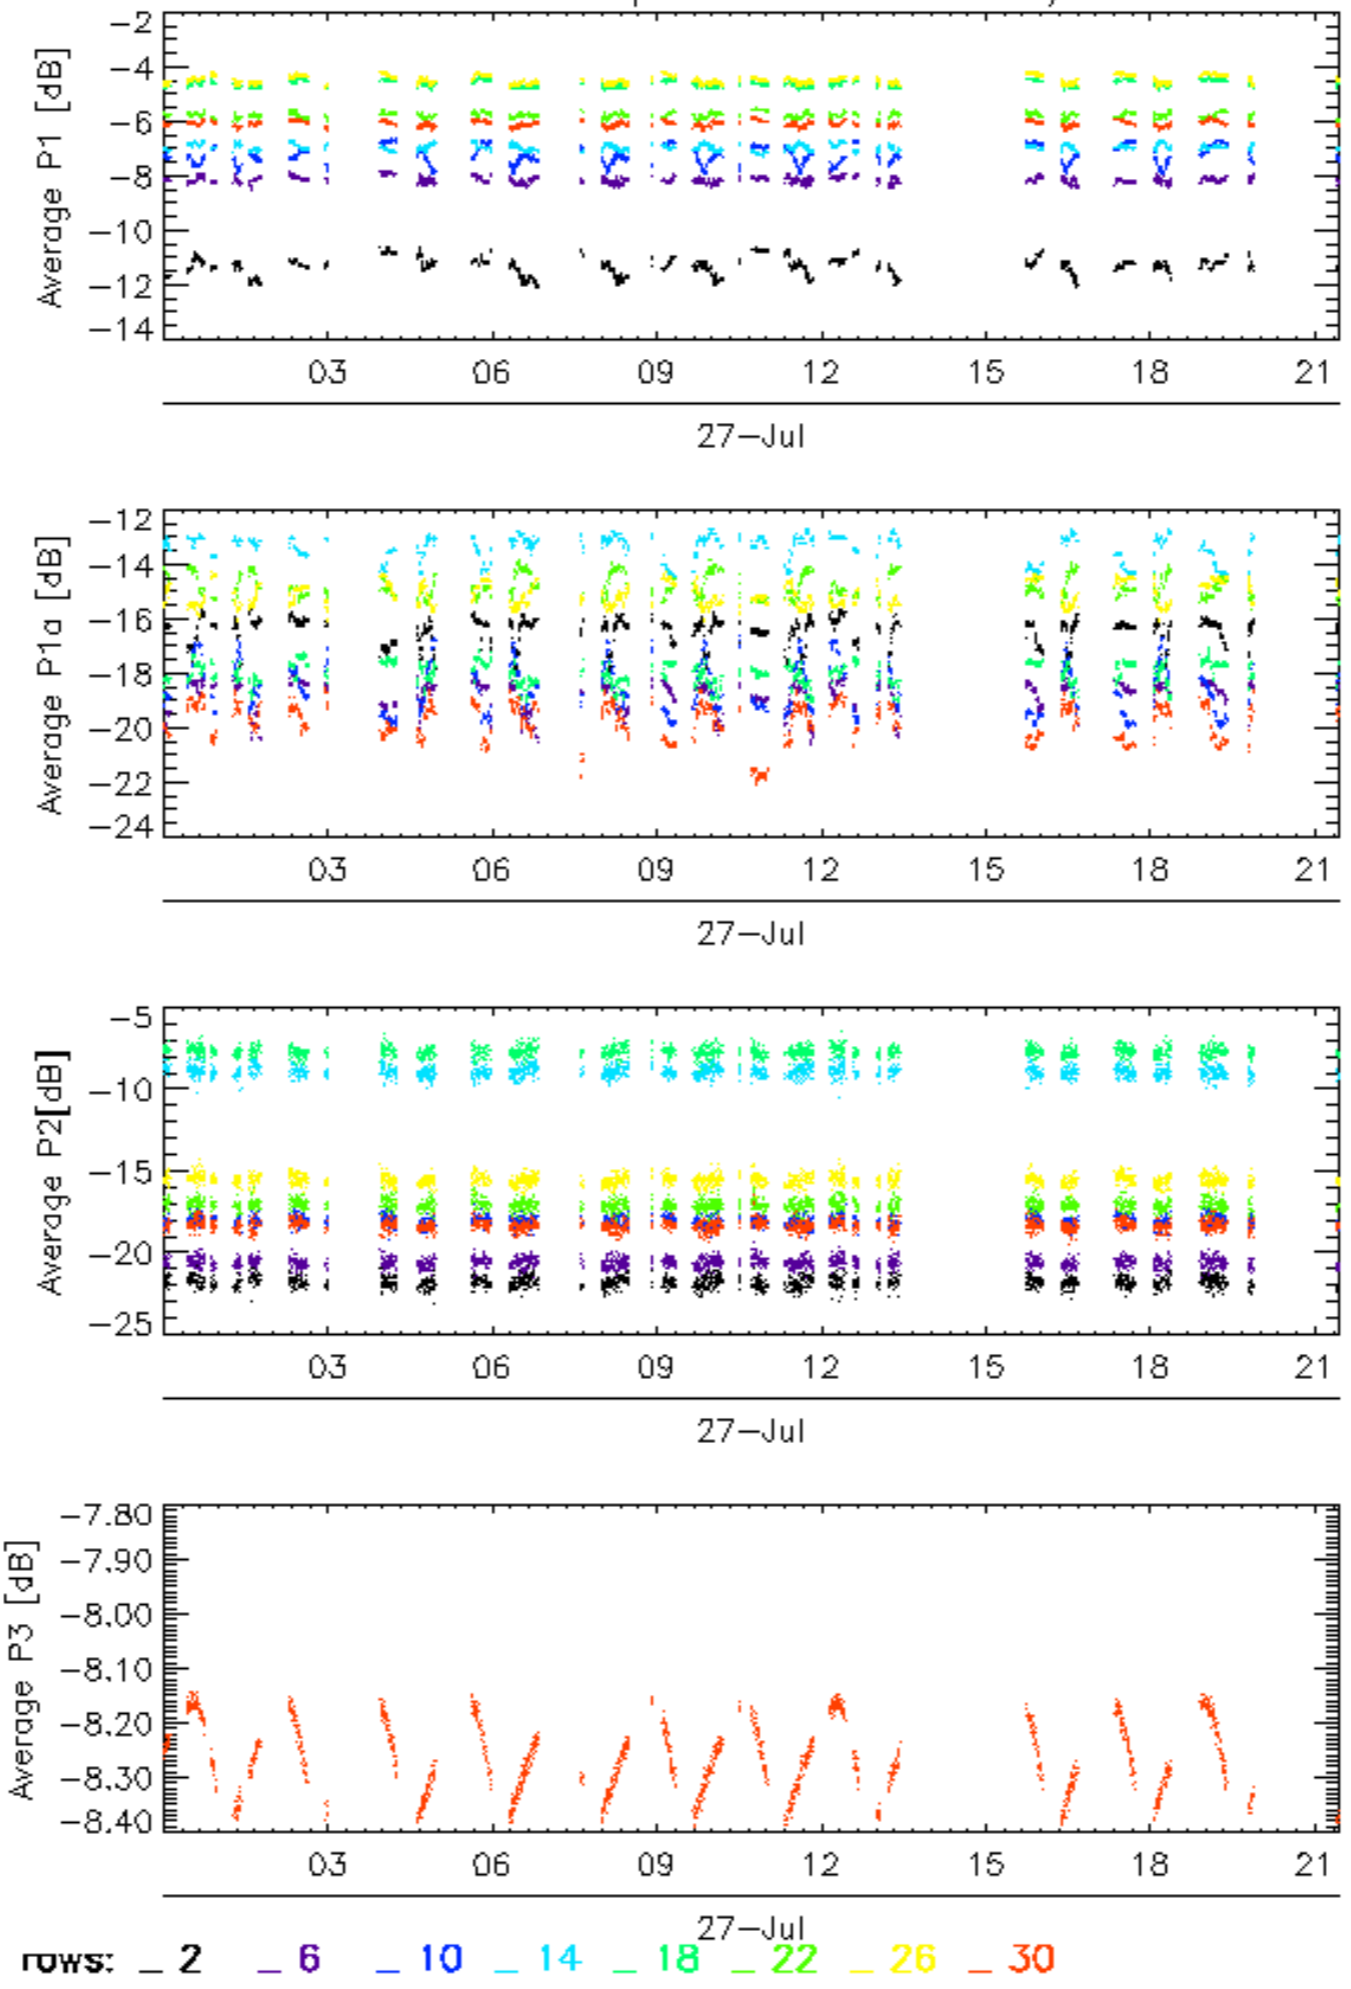 Average P1 [dB]
-2
-4
-6
-8
-10
-12
-14
03 06 09 12 15 18 21
27-Jul
Average P1a [dB]
-12
-14
-16
-18
-20
-22
-24
03 06 09 12 15 18 21
27-Jul
Average P2[dB]
-5
-10
-15
-20
-25
03 06 09 12 15 18 21
27-Jul
Average P3 [dB]
-7.80
-7.90
-8.00
-8.10
-8.20
-8.30
-8.40
03 06 09 12 15 18 21
27-Jul
rows: _ 2 _ 6 _ 10 _ 14 _ 18 _ 22 _ 26 _ 30